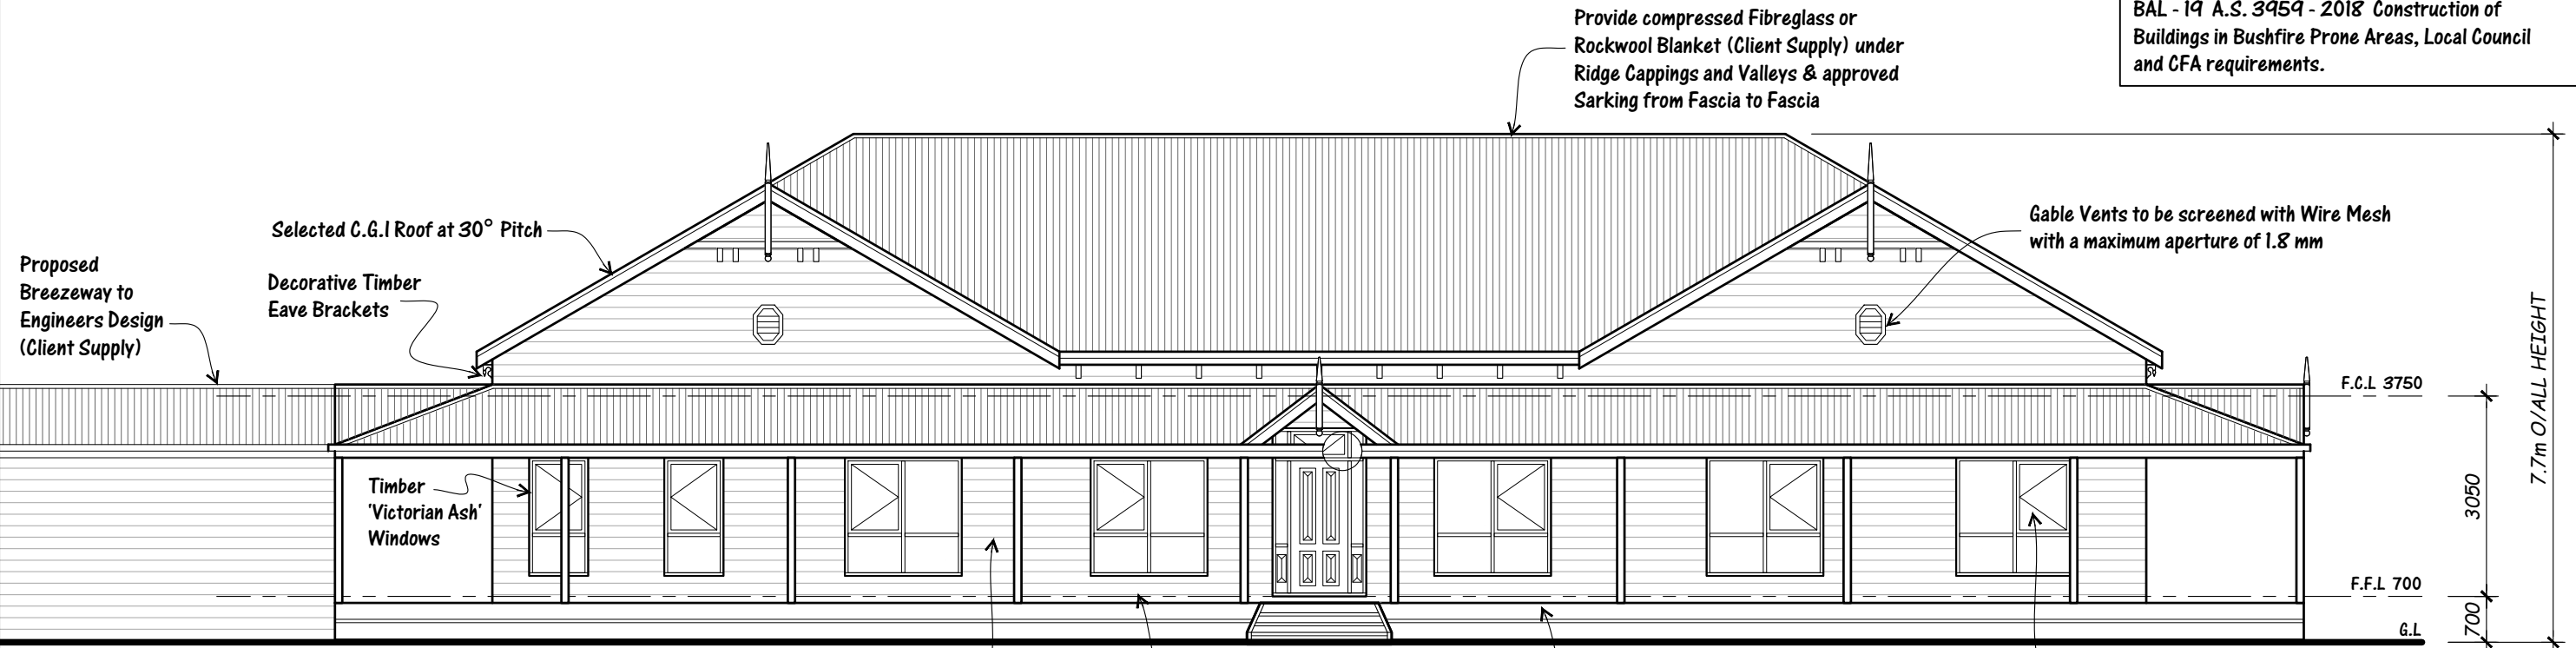 Provide compressed Fibreglass or
Rockwool Blanket (Client Supply) under
Ridge Cappings and Valleys & approved
Sarking from Fascia to Fascia
BAL - 19 A.S. 3959 - 2018 Construction of
Buildings in Bushfire Prone Areas, Local Council
and CFA requirements.
Selected C.G.I Roof at 30° Pitch
Gable Vents to be screened with Wire Mesh
with a maximum aperture of 1.8 mm
Proposed
Breezeway to
Engineers Design
(Client Supply)
Decorative Timber
Eave Brackets
F.C.L 3750
7.7m O/ALL HEIGHT
3050
Timber
'Victorian Ash'
Windows
F.F.L 700
700
G.L